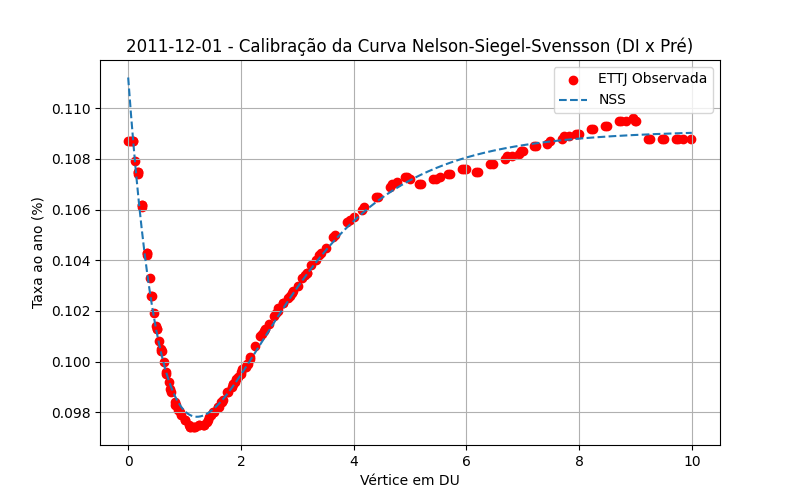 2011-12-01 - Calibração da Curva Nelson-Siegel-Svensson (DI x Pré)
ETTJ Observada
NSS
Taxa ao ano (%)
0.110
0.108
0.106
0.104
0.102
0.100
0.098
0
2
4
6
8
10
Vértice em DU